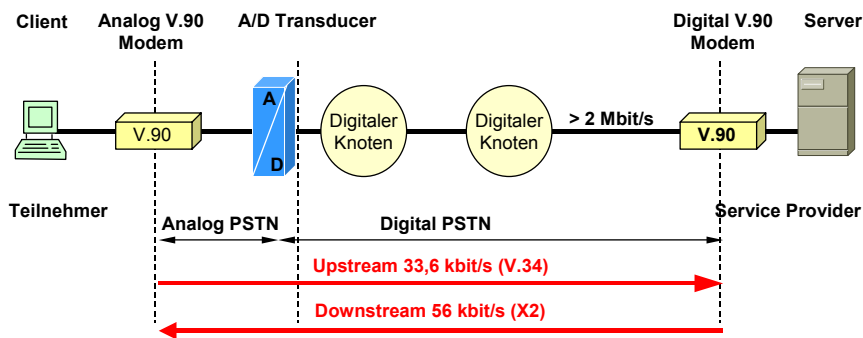 Client
Analog V.90
Modem
A/D Transducer
Digital V.90
Modem
Server
V.90
A
D
Digitaler
Knoten
Digitaler
Knoten
> 2 Mbit/s
V.90
Teilnehmer
Service Provider
Analog PSTN
Digital PSTN
Upstream 33,6 kbit/s (V.34)
Downstream 56 kbit/s (X2)